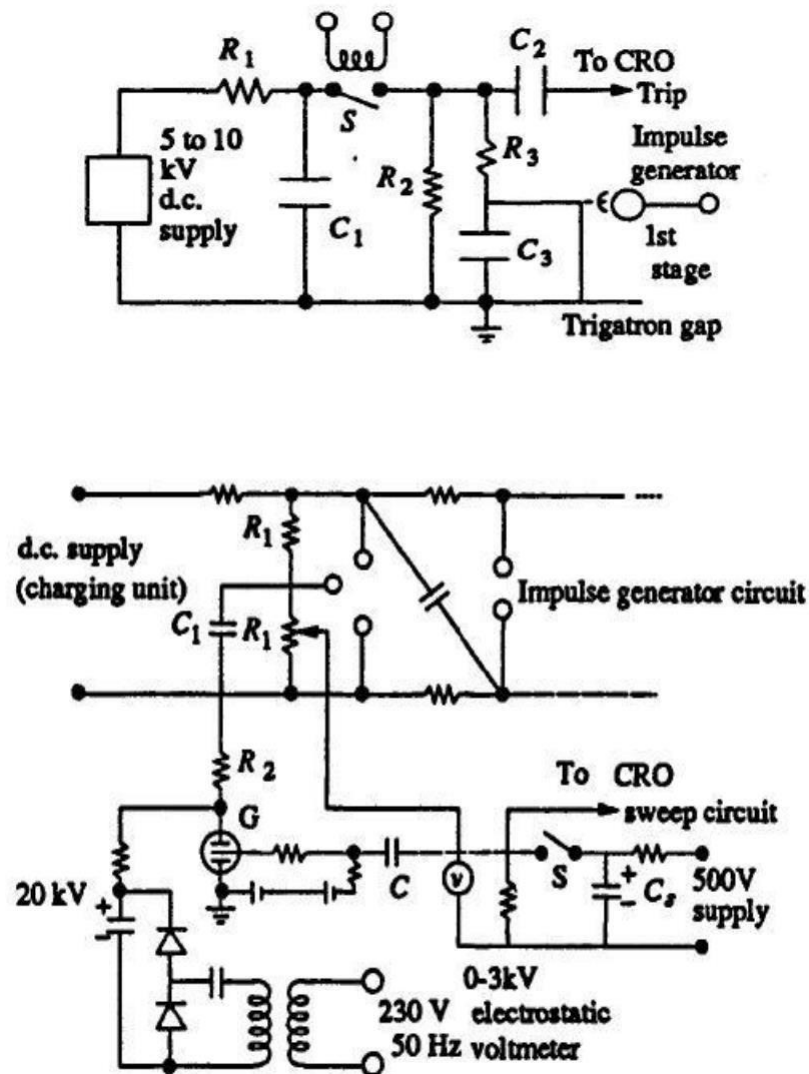 R1
C2
To CRO
Trip
S
5 to 10
kV
d.c.
supply
R2
R3
Impulse
generator
C1
C3
1st
stage
Trigatron gap
R1
d.c. supply
(charging unit)
Impulse generator circuit
C1
R1
R2
To CRO
sweep circuit
G
20 kV
+
-
C
v
S
+
-
Cs
500V
supply
0-3kV
230 V electrostatic
50 Hz voltmeter